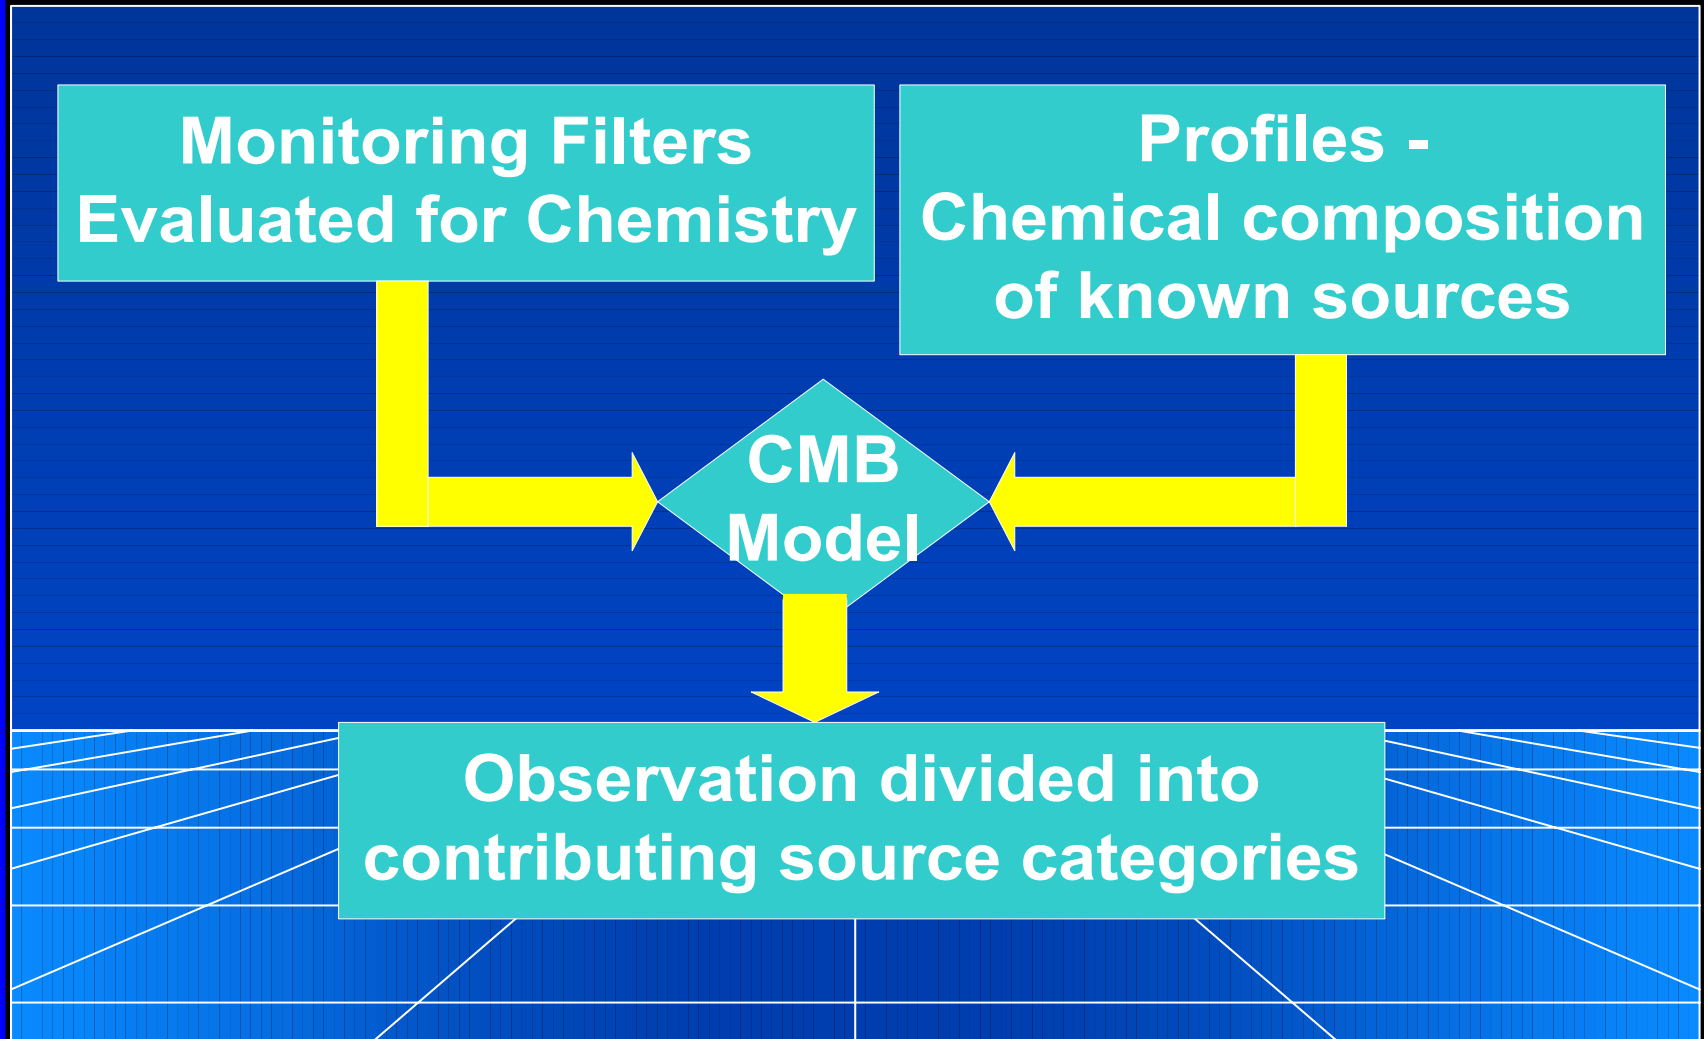 Monitoring Filters
Evaluated for Chemistry
Profiles -
Chemical composition
of known sources
CMB
Model
Observation divided into
contributing source categories